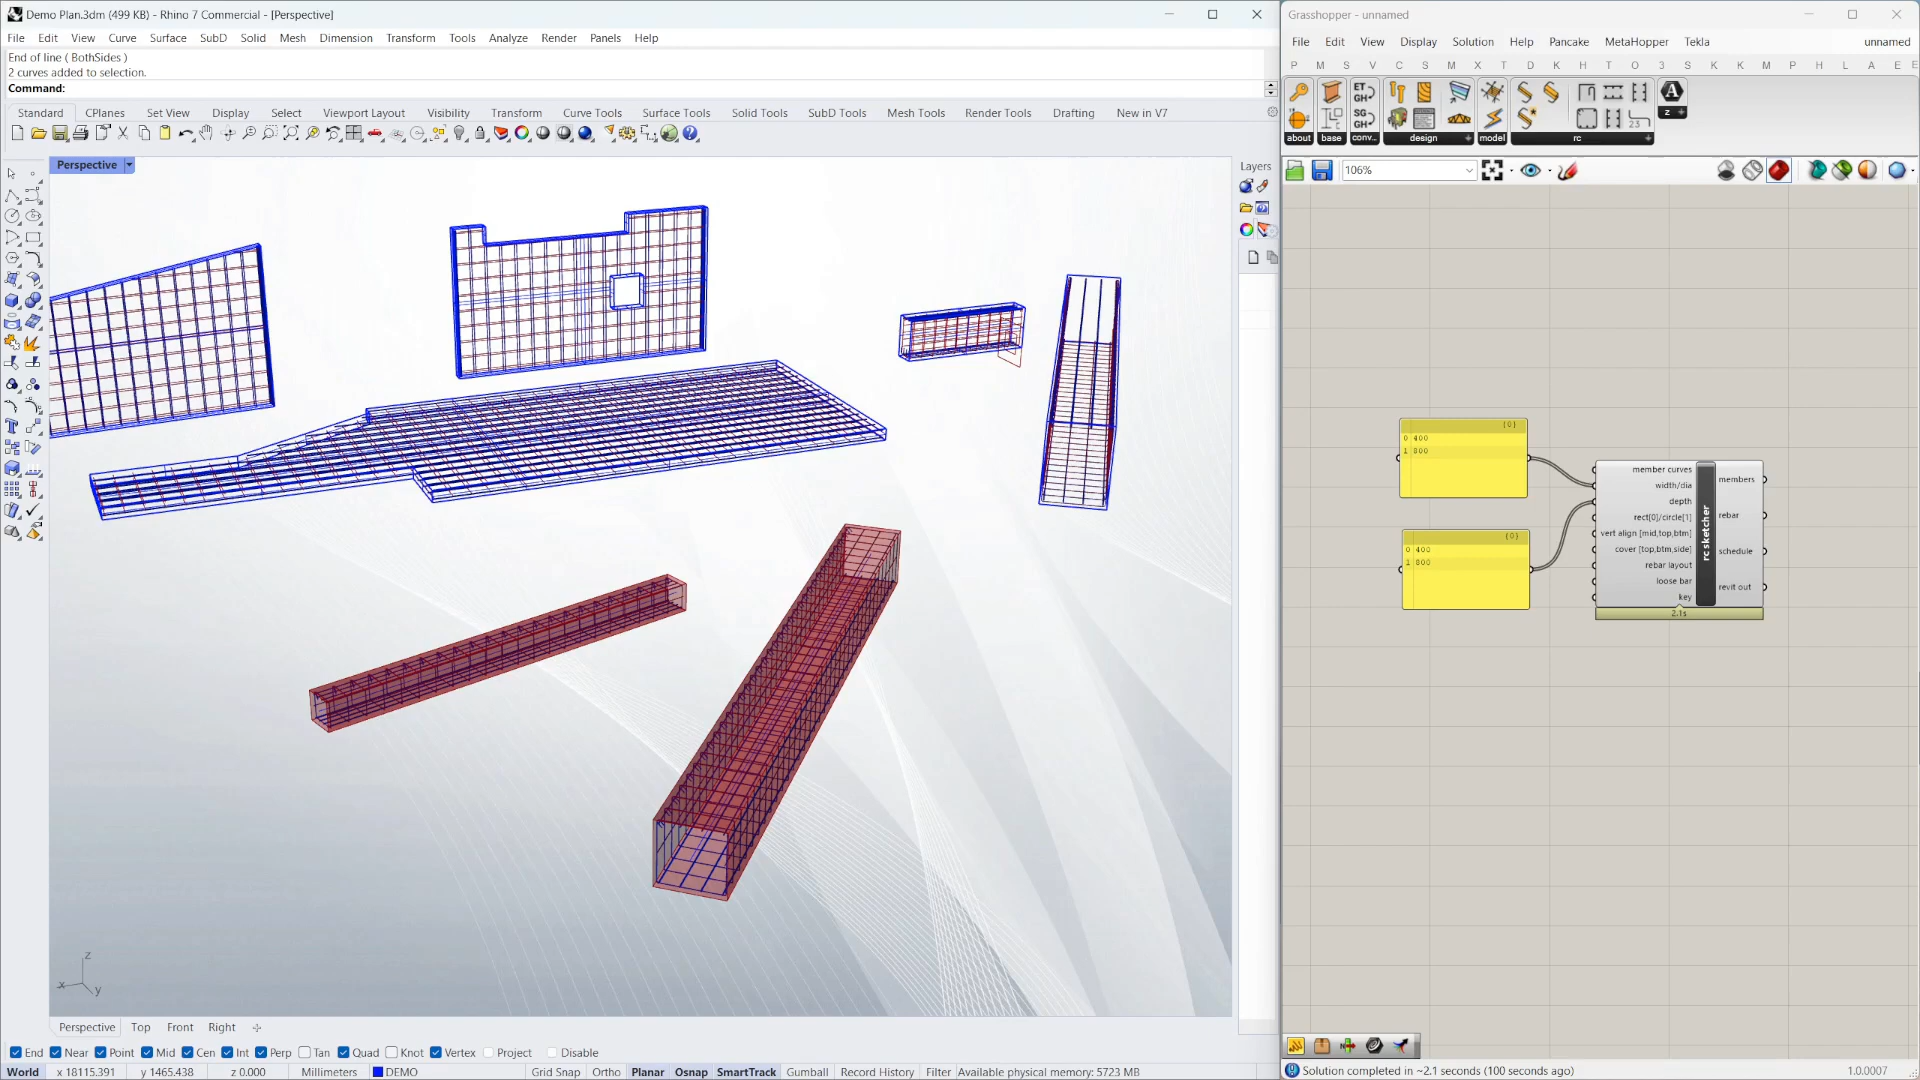 Demo Plan.3dm (499 KB) - Rhino 7 Commercial - [Perspective]
File Edit View Curve Surface SubD Solid Mesh Dimension Transform Tools Analyze Render Panels Help
End of line ( BothSides )
2 curves added to selection.
Command:
Standard CPlanes Set View Display Select Viewport Layout Visibility Transform Curve Tools Surface Tools Solid Tools SubD Tools Mesh Tools Render Tools Drafting New in V7
Perspective
Layers
z
x
y
Perspective Top Front Right
End Near Point Mid Cen Int Perp Tan Quad Knot Vertex Project Disable
World x 18115.391 y 1465.438 z 0.000 Millimeters DEMO Grid Snap Ortho Planar Osnap SmartTrack Gumball Record History Filter Available physical memory: 5723 MB
Grasshopper - unnamed
File Edit View Display Solution Help Pancake MetaHopper Tekla unnamed
P M S V C S M X T D K H T O 3 S K K M P H L A E E
ET
GH
SG
GH
A
23
about base conv.. design model rc z
106%
{0}
0 400
1 800
{0}
0 400
1 800
member curves
width/dia
depth
rect[0]/circle[1]
vert align [mid,top,btm]
cover [top,btm,side]
rebar layout
loose bar
key
rc sketcher
members
rebar
schedule
revit out
2.1s
Solution completed in ~2.1 seconds (100 seconds ago) 1.0.0007